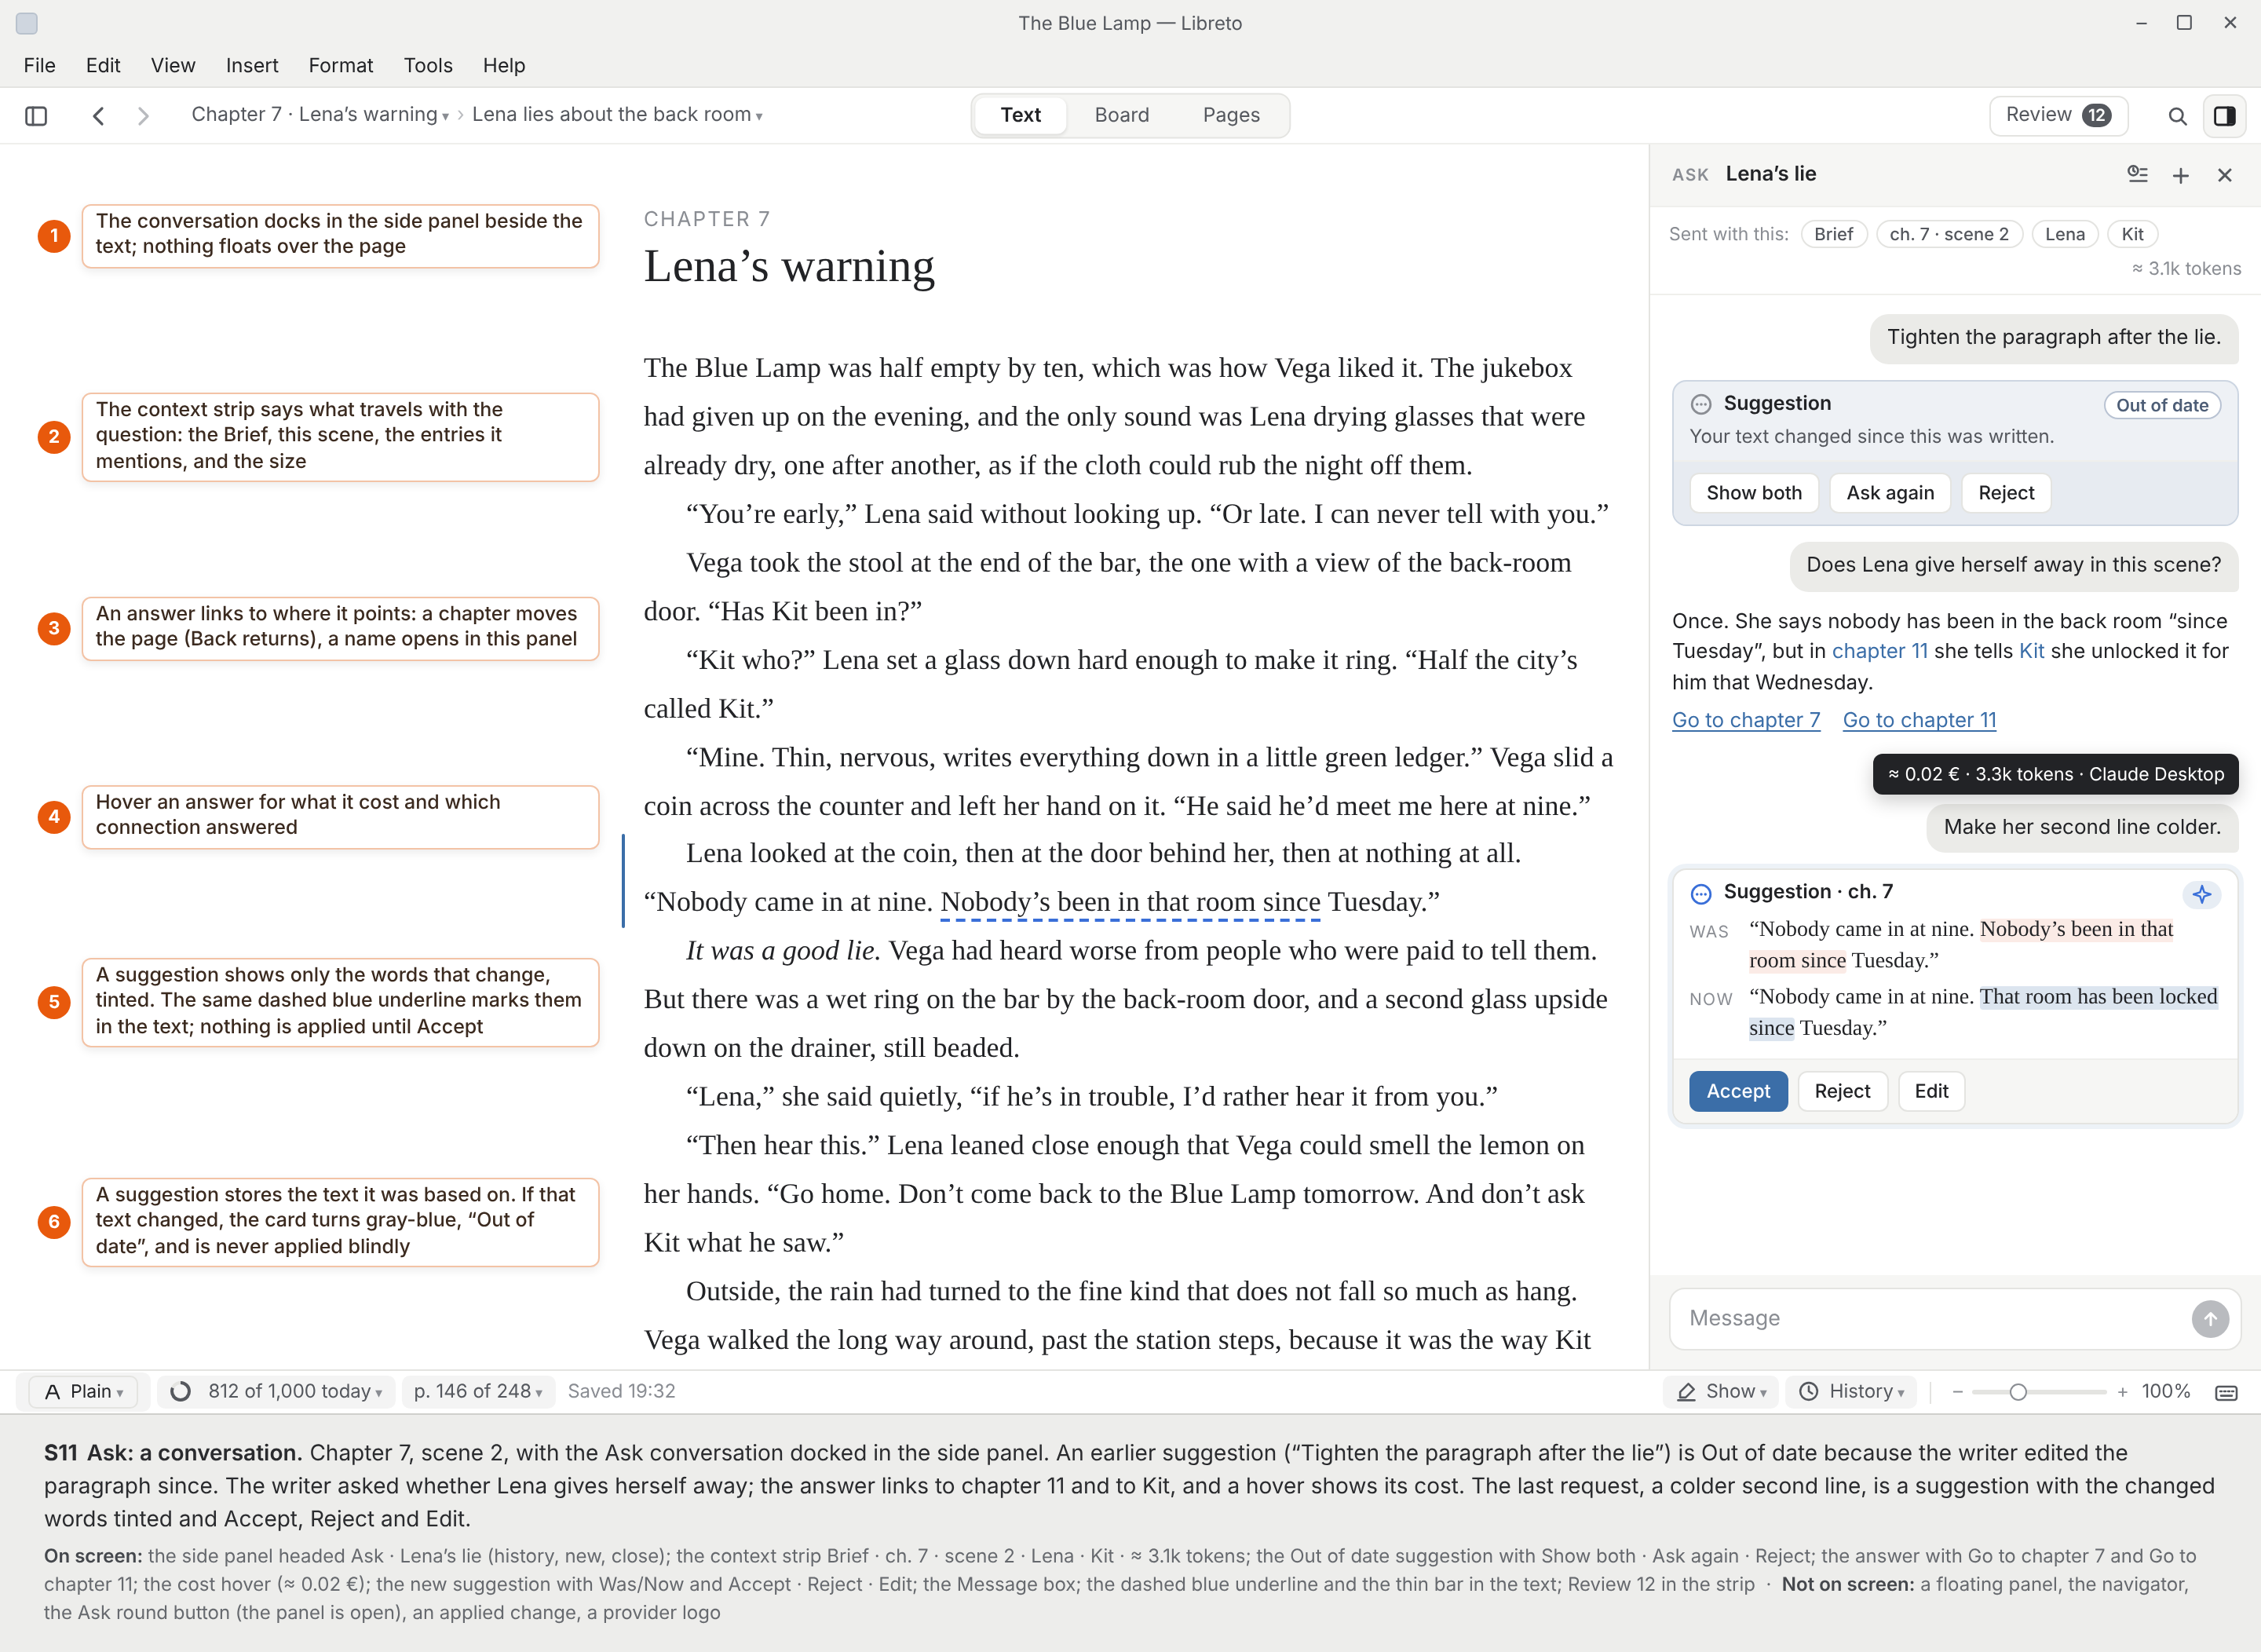 The Blue Lamp — Libreto
File Edit View Insert Format Tools Help
Chapter 7 · Lena’s warning ▾ › Lena lies about the back room ▾
Text Board Pages
Review 12
1
The conversation docks in the side panel beside the
text; nothing floats over the page
2
The context strip says what travels with the
question: the Brief, this scene, the entries it
mentions, and the size
3
An answer links to where it points: a chapter moves
the page (Back returns), a name opens in this panel
4
Hover an answer for what it cost and which
connection answered
5
A suggestion shows only the words that change,
tinted. The same dashed blue underline marks them
in the text; nothing is applied until Accept
6
A suggestion stores the text it was based on. If that
text changed, the card turns gray-blue, “Out of
date”, and is never applied blindly
CHAPTER 7
Lena’s warning
The Blue Lamp was half empty by ten, which was how Vega liked it. The jukebox
had given up on the evening, and the only sound was Lena drying glasses that were
already dry, one after another, as if the cloth could rub the night off them.
“You’re early,” Lena said without looking up. “Or late. I can never tell with you.”
Vega took the stool at the end of the bar, the one with a view of the back-room
door. “Has Kit been in?”
“Kit who?” Lena set a glass down hard enough to make it ring. “Half the city’s
called Kit.”
“Mine. Thin, nervous, writes everything down in a little green ledger.” Vega slid a
coin across the counter and left her hand on it. “He said he’d meet me here at nine.”
Lena looked at the coin, then at the door behind her, then at nothing at all.
“Nobody came in at nine. Nobody’s been in that room since Tuesday.”
It was a good lie. Vega had heard worse from people who were paid to tell them.
But there was a wet ring on the bar by the back-room door, and a second glass upside
down on the drainer, still beaded.
“Lena,” she said quietly, “if he’s in trouble, I’d rather hear it from you.”
“Then hear this.” Lena leaned close enough that Vega could smell the lemon on
her hands. “Go home. Don’t come back to the Blue Lamp tomorrow. And don’t ask
Kit what he saw.”
Outside, the rain had turned to the fine kind that does not fall so much as hang.
Vega walked the long way around, past the station steps, because it was the way Kit
ASK Lena’s lie
Sent with this: Brief ch. 7 · scene 2 Lena Kit
≈ 3.1k tokens
Tighten the paragraph after the lie.
Suggestion Out of date
Your text changed since this was written.
Show both Ask again Reject
Does Lena give herself away in this scene?
Once. She says nobody has been in the back room “since
Tuesday”, but in chapter 11 she tells Kit she unlocked it for
him that Wednesday.
Go to chapter 7 Go to chapter 11
≈ 0.02 € · 3.3k tokens · Claude Desktop
Make her second line colder.
Suggestion · ch. 7
WAS “Nobody came in at nine. Nobody’s been in that
room since Tuesday.”
NOW “Nobody came in at nine. That room has been locked
since Tuesday.”
Accept Reject Edit
Message
Plain ▾ 812 of 1,000 today ▾ p. 146 of 248 ▾ Saved 19:32
Show ▾ History ▾ − + 100%
S11 Ask: a conversation. Chapter 7, scene 2, with the Ask conversation docked in the side panel. An earlier suggestion (“Tighten the paragraph after the lie”) is Out of date because the writer edited the
paragraph since. The writer asked whether Lena gives herself away; the answer links to chapter 11 and to Kit, and a hover shows its cost. The last request, a colder second line, is a suggestion with the changed
words tinted and Accept, Reject and Edit.
On screen: the side panel headed Ask · Lena’s lie (history, new, close); the context strip Brief · ch. 7 · scene 2 · Lena · Kit · ≈ 3.1k tokens; the Out of date suggestion with Show both · Ask again · Reject; the answer with Go to chapter 7 and Go to
chapter 11; the cost hover (≈ 0.02 €); the new suggestion with Was/Now and Accept · Reject · Edit; the Message box; the dashed blue underline and the thin bar in the text; Review 12 in the strip · Not on screen: a floating panel, the navigator,
the Ask round button (the panel is open), an applied change, a provider logo